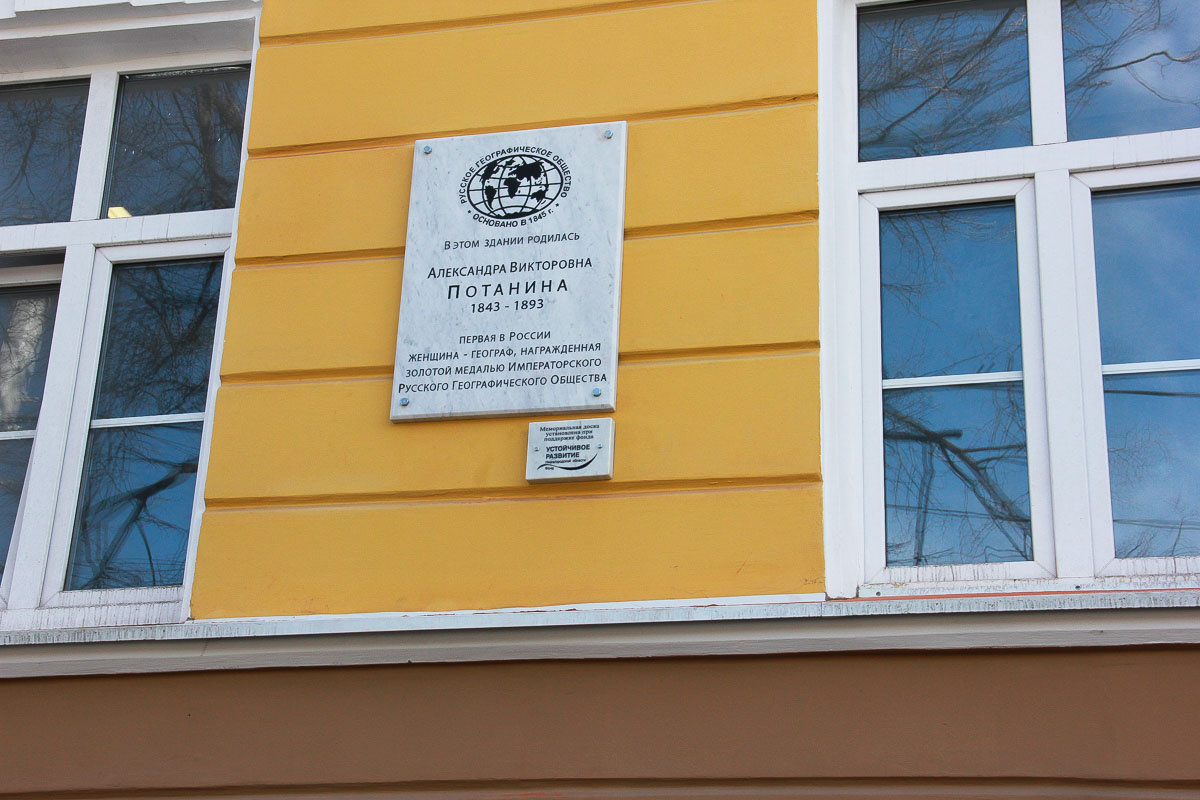 РУССКОЕ ГЕОГРАФИЧЕСКОЕ ОБЩЕСТВО
• ОСНОВАНО В 1845 г. •
В ЭТОМ ЗДАНИИ РОДИЛАСЬ
АЛЕКСАНДРА ВИКТОРОВНА
ПОТАНИНА
1843 - 1893
ПЕРВАЯ В РОССИИ
ЖЕНЩИНА - ГЕОГРАФ, НАГРАЖДЕННАЯ
ЗОЛОТОЙ МЕДАЛЬЮ ИМПЕРАТОРСКОГО
РУССКОГО ГЕОГРАФИЧЕСКОГО ОБЩЕСТВА
Мемориальная доска
установлена при
поддержке фонда
УСТОЙЧИВОЕ
РАЗВИТИЕ